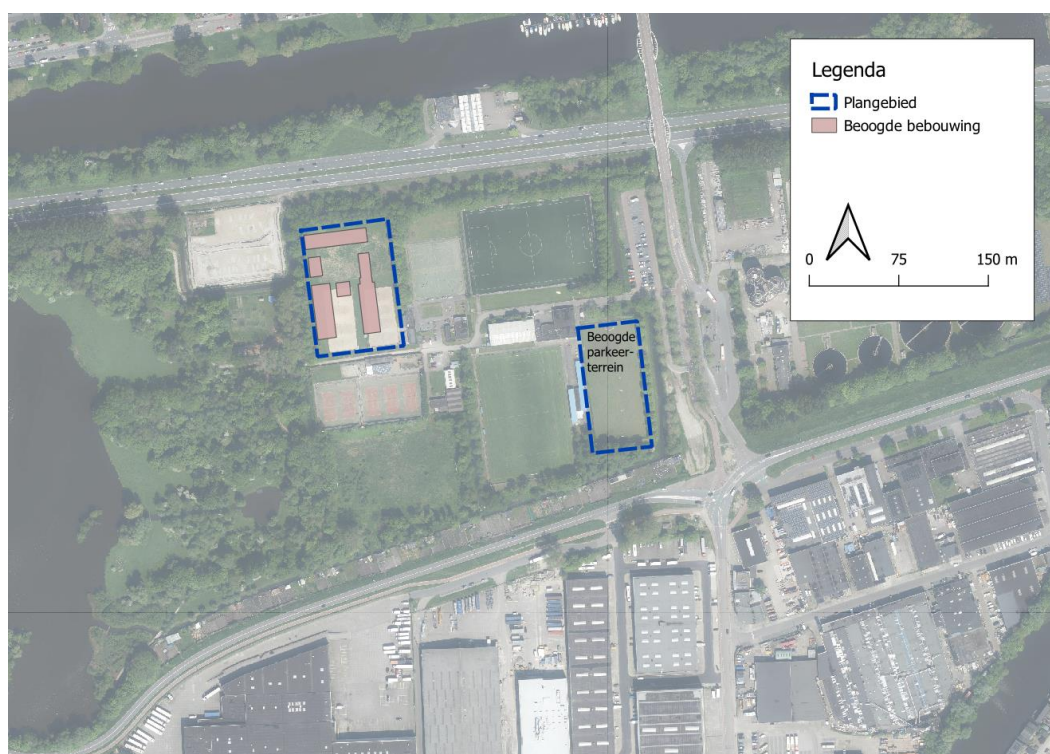 Legenda
Plangebied
Beoogde bebouwing
0 75 150 m
Beoogde
parkeer-
terrein